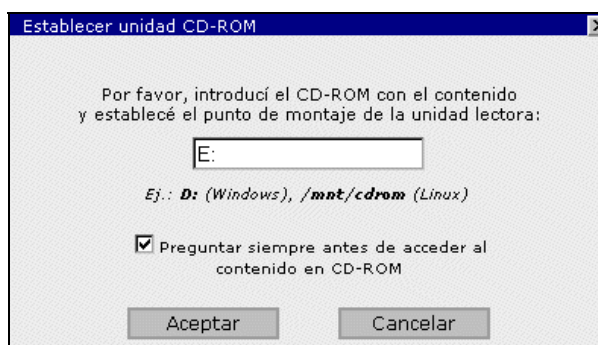 Establecer unidad CD-ROM
Por favor, introducí el CD-ROM con el contenido
y establecé el punto de montaje de la unidad lectora:
E:
Ej.: D: (Windows), /mnt/cdrom (Linux)
Preguntar siempre antes de acceder al
contenido en CD-ROM
Aceptar Cancelar